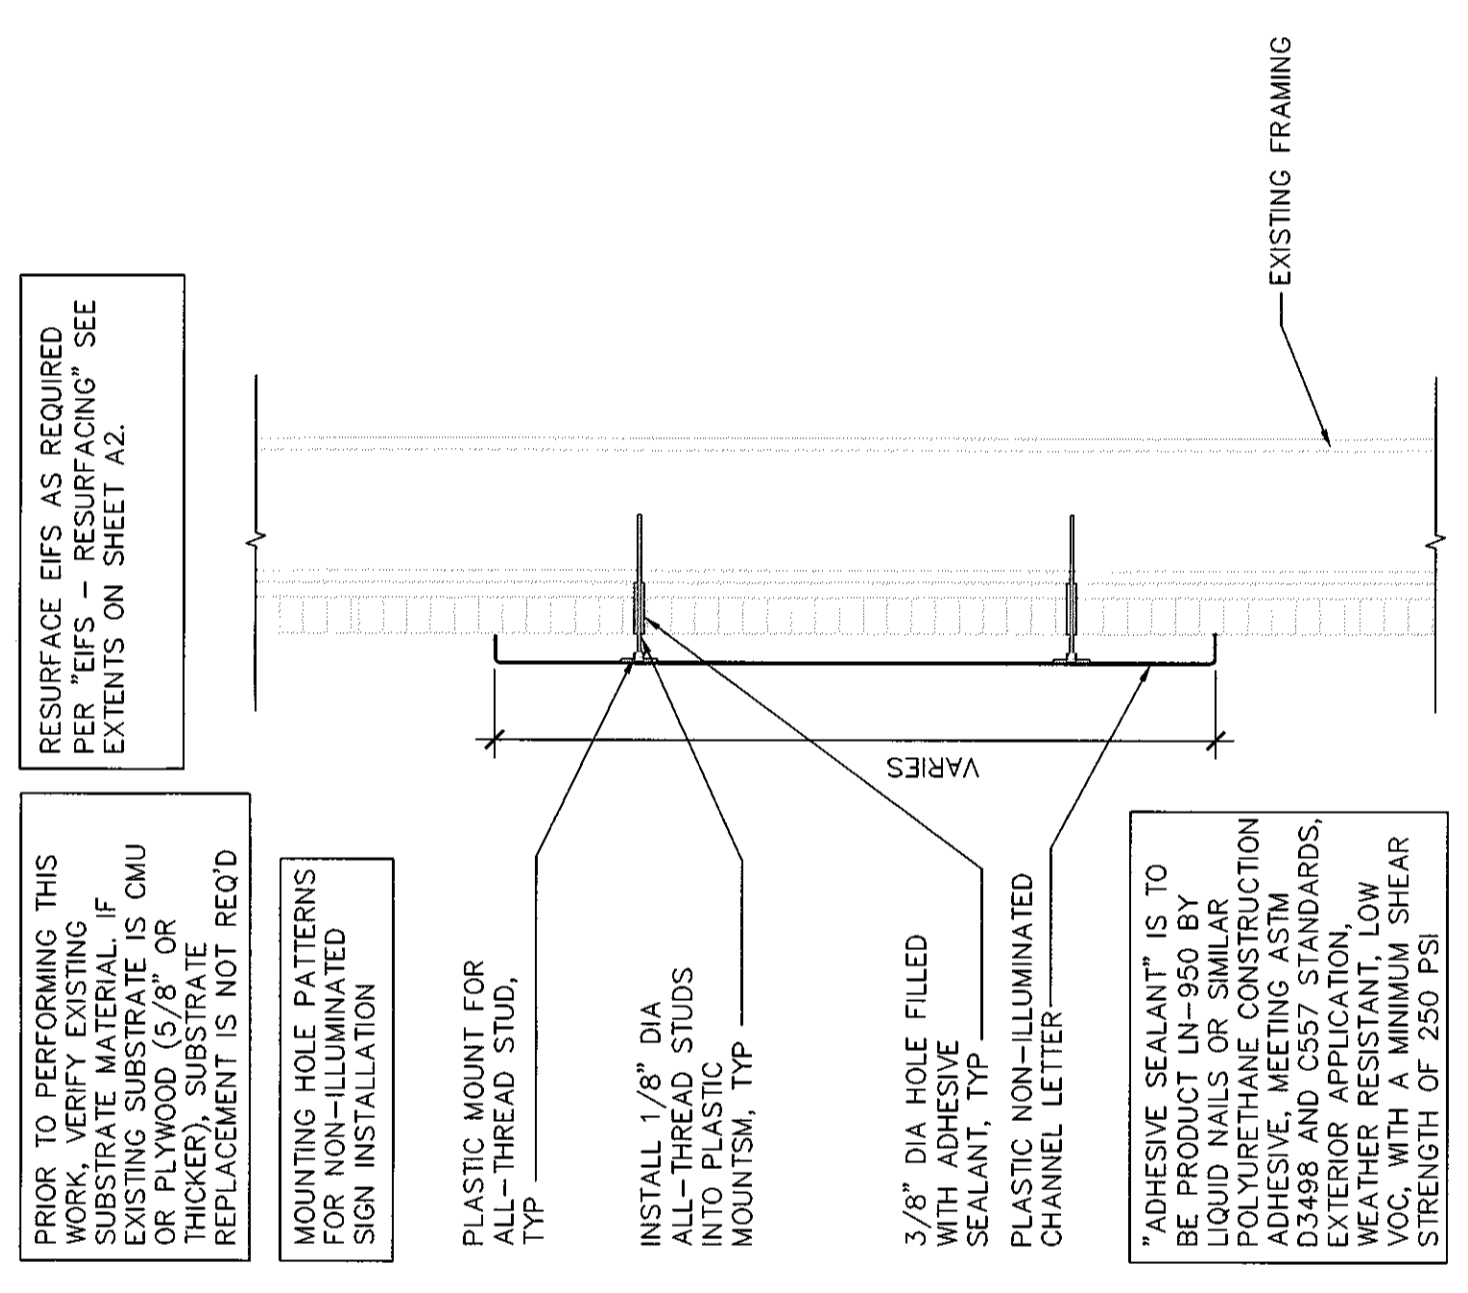 PRIOR TO PERFORMING THIS
WORK, VERIFY EXISTING
SUBSTRATE MATERIAL. IF
EXISTING SUBSTRATE IS CMU
OR PLYWOOD (5/8" OR
THICKER), SUBSTRATE
REPLACEMENT IS NOT REQ'D
RESURFACE EIFS AS REQUIRED
PER "EIFS – RESURFACING" SEE
EXTENTS ON SHEET A2.
MOUNTING HOLE PATTERNS
FOR NON-ILLUMINATED
SIGN INSTALLATION
PLASTIC MOUNT FOR
ALL-THREAD STUD,
TYP
INSTALL 1/8" DIA
ALL-THREAD STUDS
INTO PLASTIC
MOUNTSM, TYP
3/8" DIA HOLE FILLED
WITH ADHESIVE
SEALANT, TYP
PLASTIC NON-ILLUMINATED
CHANNEL LETTER
VARIES
EXISTING FRAMING
"ADHESIVE SEALANT" IS TO
BE PRODUCT LN-950 BY
LIQUID NAILS OR SIMILAR
POLYURETHANE CONSTRUCTION
ADHESIVE, MEETING ASTM
D3498 AND C557 STANDARDS,
EXTERIOR APPLICATION,
WEATHER RESISTANT, LOW
VOC, WITH A MINIMUM SHEAR
STRENGTH OF 250 PSI